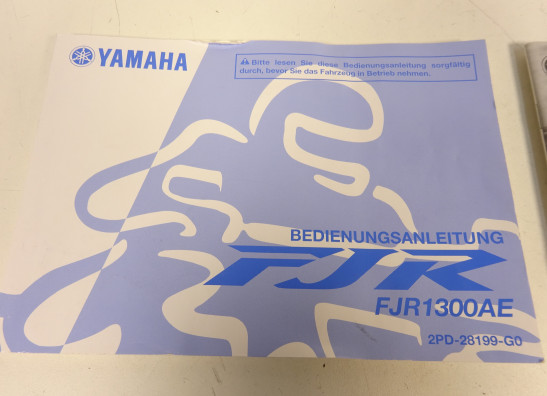 YAMAHA
Bitte lesen Sie diese Bedienungsanleitung sorgfältig
durch, bevor Sie das Fahrzeug in Betrieb nehmen.
BEDIENUNGSANLEITUNG
FJR
FJR1300AE
2PD-28199-G0